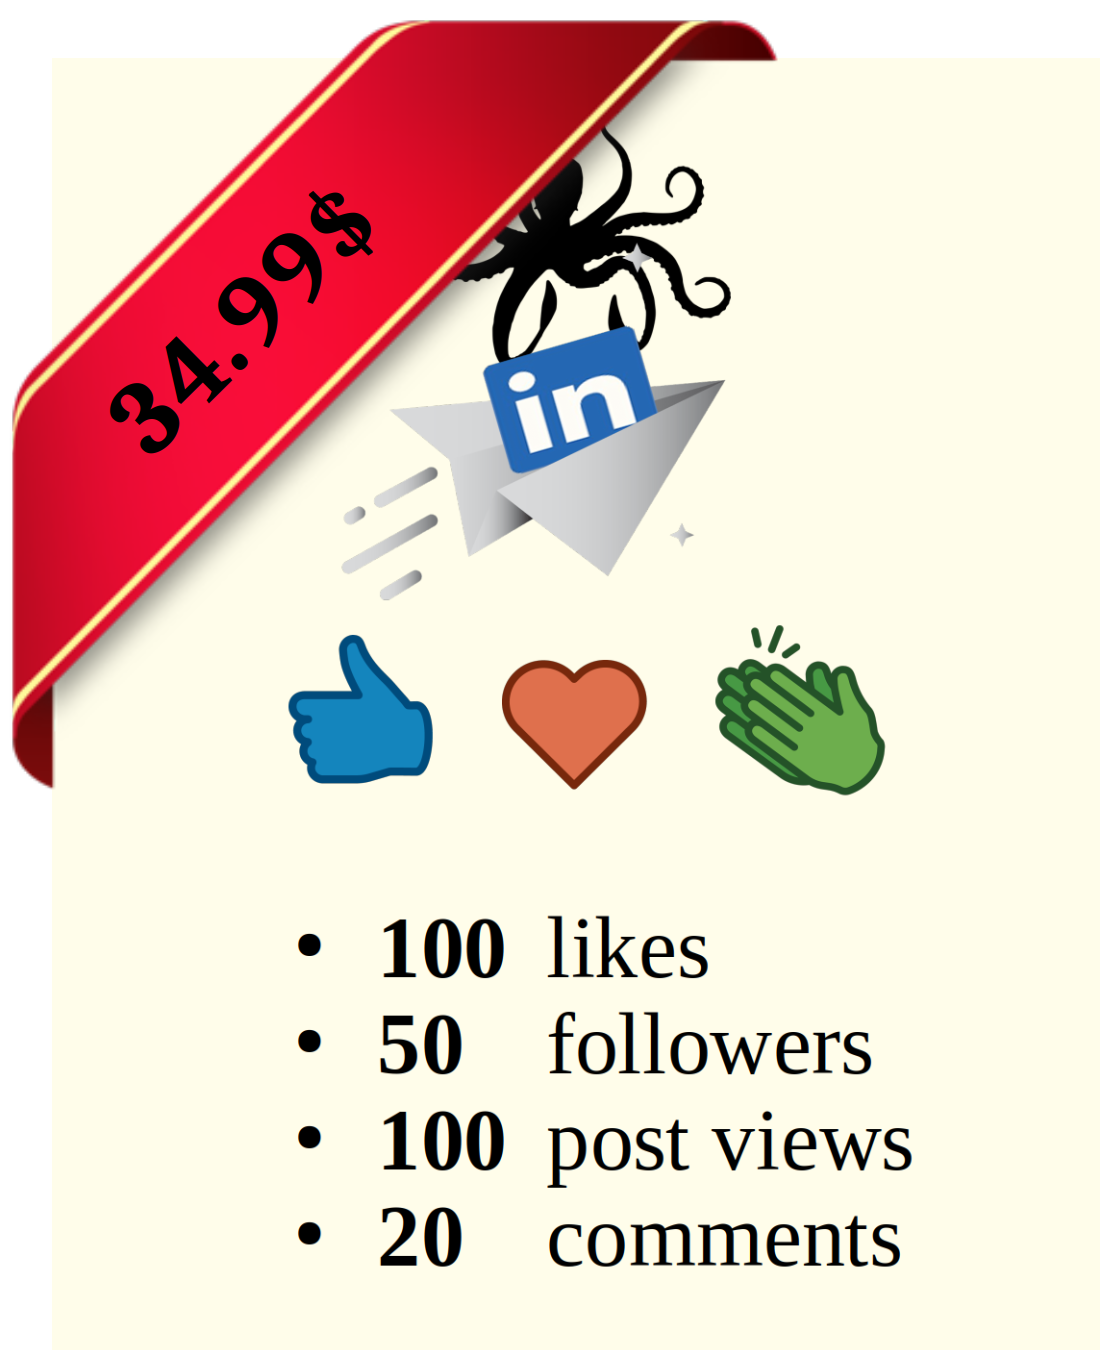 34.99$
in
• 100 likes
• 50 followers
• 100 post views
• 20 comments